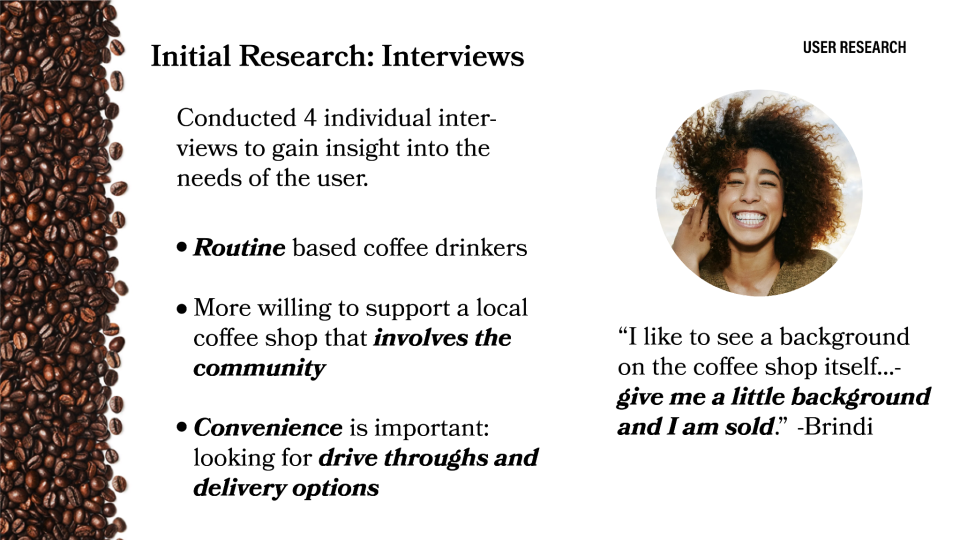 Initial Research: Interviews
USER RESEARCH
Conducted 4 individual inter-
views to gain insight into the
needs of the user.
• Routine based coffee drinkers
• More willing to support a local
coffee shop that involves the
community
• Convenience is important:
looking for drive throughs and
delivery options
“I like to see a background
on the coffee shop itself...-
give me a little background
and I am sold.” -Brindi